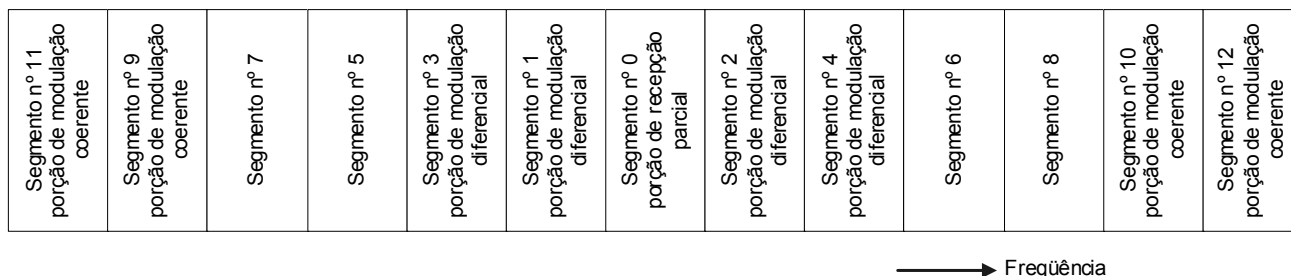 Segmento nº 11
porção de modulação
coerente
Segmento nº 9
porção de modulação
coerente
Segmento nº 7
Segmento nº 5
Segmento nº 3
porção de modulação
diferencial
Segmento nº 1
porção de modulação
diferencial
Segmento nº 0
porção de recepção
parcial
Segmento nº 2
porção de modulação
diferencial
Segmento nº 4
porção de modulação
diferencial
Segmento nº 6
Segmento nº 8
Segmento nº 10
porção de modulação
coerente
Segmento nº 12
porção de modulação
coerente
Freqüência